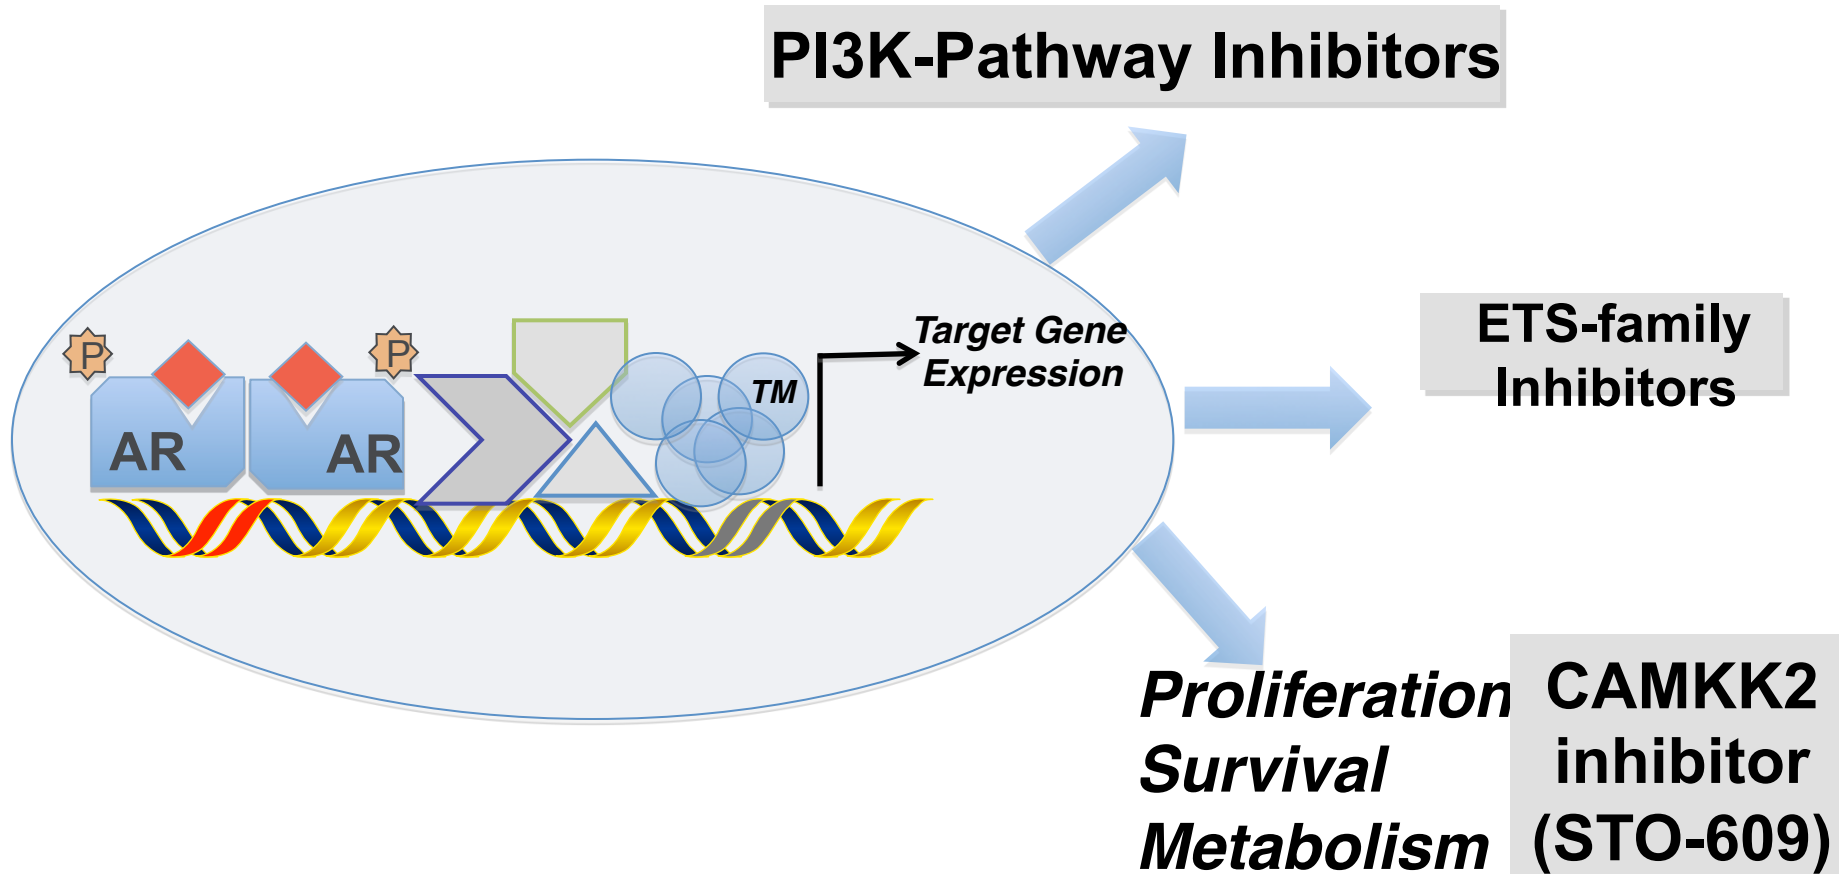 PI3K-Pathway Inhibitors
ETS-family
Inhibitors
Target Gene
Expression
P
P
TM
AR
AR
Proliferation
Survival
Metabolism
CAMKK2
inhibitor
(STO-609)